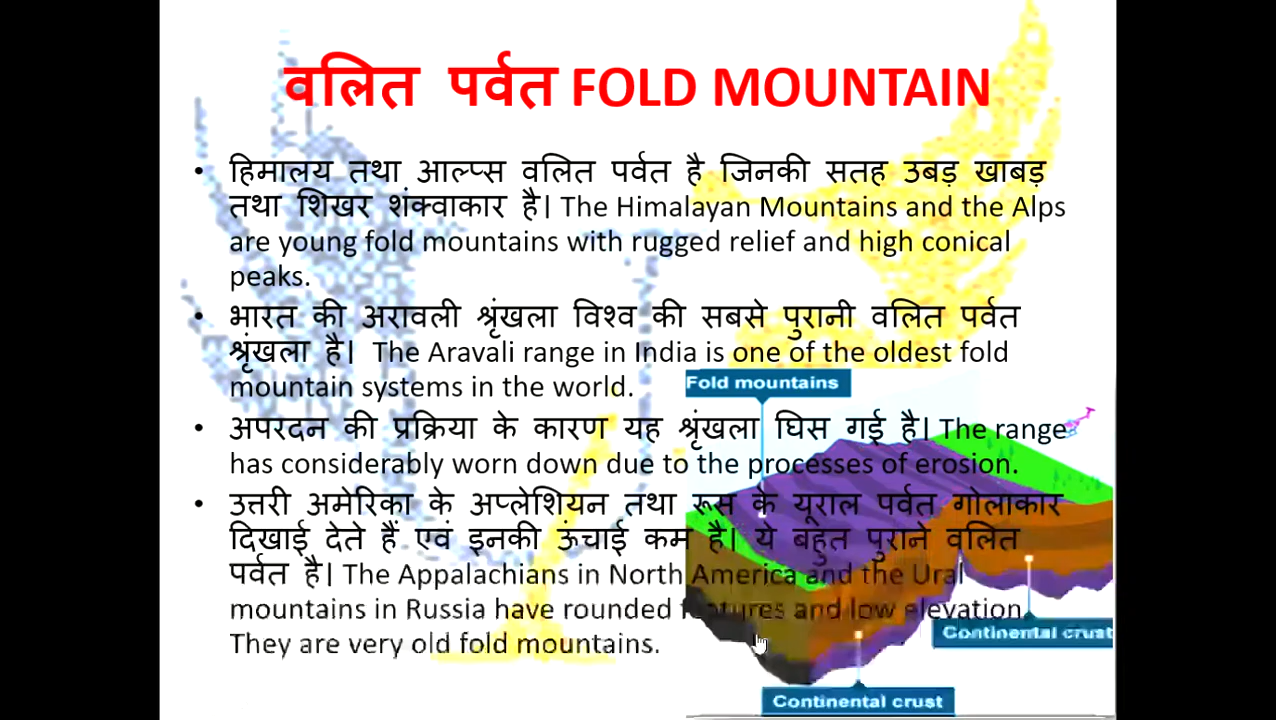 वलित पर्वत FOLD MOUNTAIN
• हिमालय तथा आल्प्स वलित पर्वत है जिनकी सतह उबड़ खाबड़
तथा शिखर शंक्वाकार है। The Himalayan Mountains and the Alps
are young fold mountains with rugged relief and high conical
peaks.
• भारत की अरावली श्रृंखला विश्व की सबसे पुरानी वलित पर्वत
श्रृंखला है। The Aravali range in India is one of the oldest fold
mountain systems in the world.
Fold mountains
• अपरदन की प्रक्रिया के कारण यह श्रृंखला घिस गई है। The range
has considerably worn down due to the processes of erosion.
• उत्तरी अमेरिका के अप्लेशियन तथा रूस के यूराल पर्वत गोलाकार
दिखाई देते हैं एवं इनकी ऊंचाई कम है। ये बहुत पुराने वलित
पर्वत है। The Appalachians in North America and the Ural
mountains in Russia have rounded features and low elevation.
They are very old fold mountains.
Continental crust
Continental crust